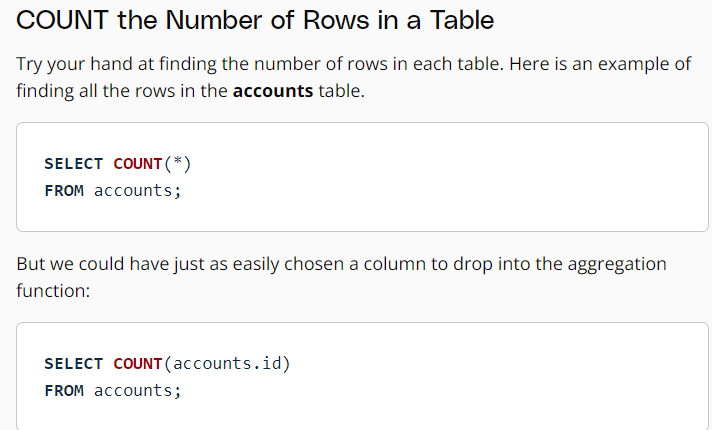 COUNT the Number of Rows in a Table
Try your hand at finding the number of rows in each table. Here is an example of
finding all the rows in the accounts table.
SELECT COUNT(*)
FROM accounts;
But we could have just as easily chosen a column to drop into the aggregation
function:
SELECT COUNT(accounts.id)
FROM accounts;